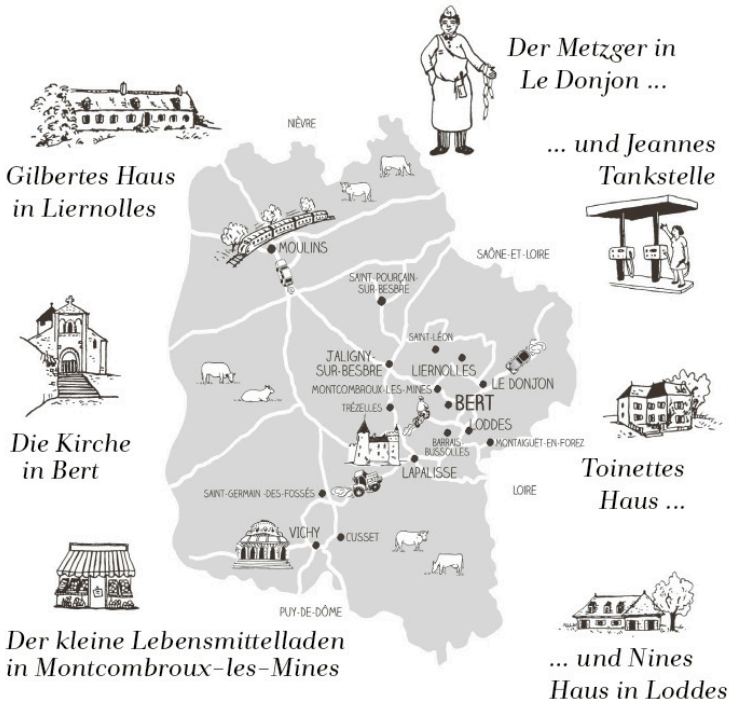 Der Metzger in
Le Donjon ...
... und Jeannes
Tankstelle
Gilbertes Haus
in Liernolles
NIÈVRE
MOULINS
SAÔNE-ET-LOIRE
SAINT-POURÇAIN-
SUR-BESBRE
SAINT-LÉON
JALIGNY-
SUR-BESBRE
LIERNOLLES
LE DONJON
MONTCOMBROUX-LES-MINES
BERT
TRÉZELLES
LODDES
BARRAIS
BUSSOLLES
MONTAIGUËT-EN-FOREZ
LAPALISSE
LOIRE
SAINT-GERMAIN-DES-FOSSÉS
VICHY
CUSSET
PUY-DE-DÔME
Die Kirche
in Bert
Toinettes
Haus ...
Der kleine Lebensmittelladen
in Montcombroux-les-Mines
... und Nines
Haus in Loddes